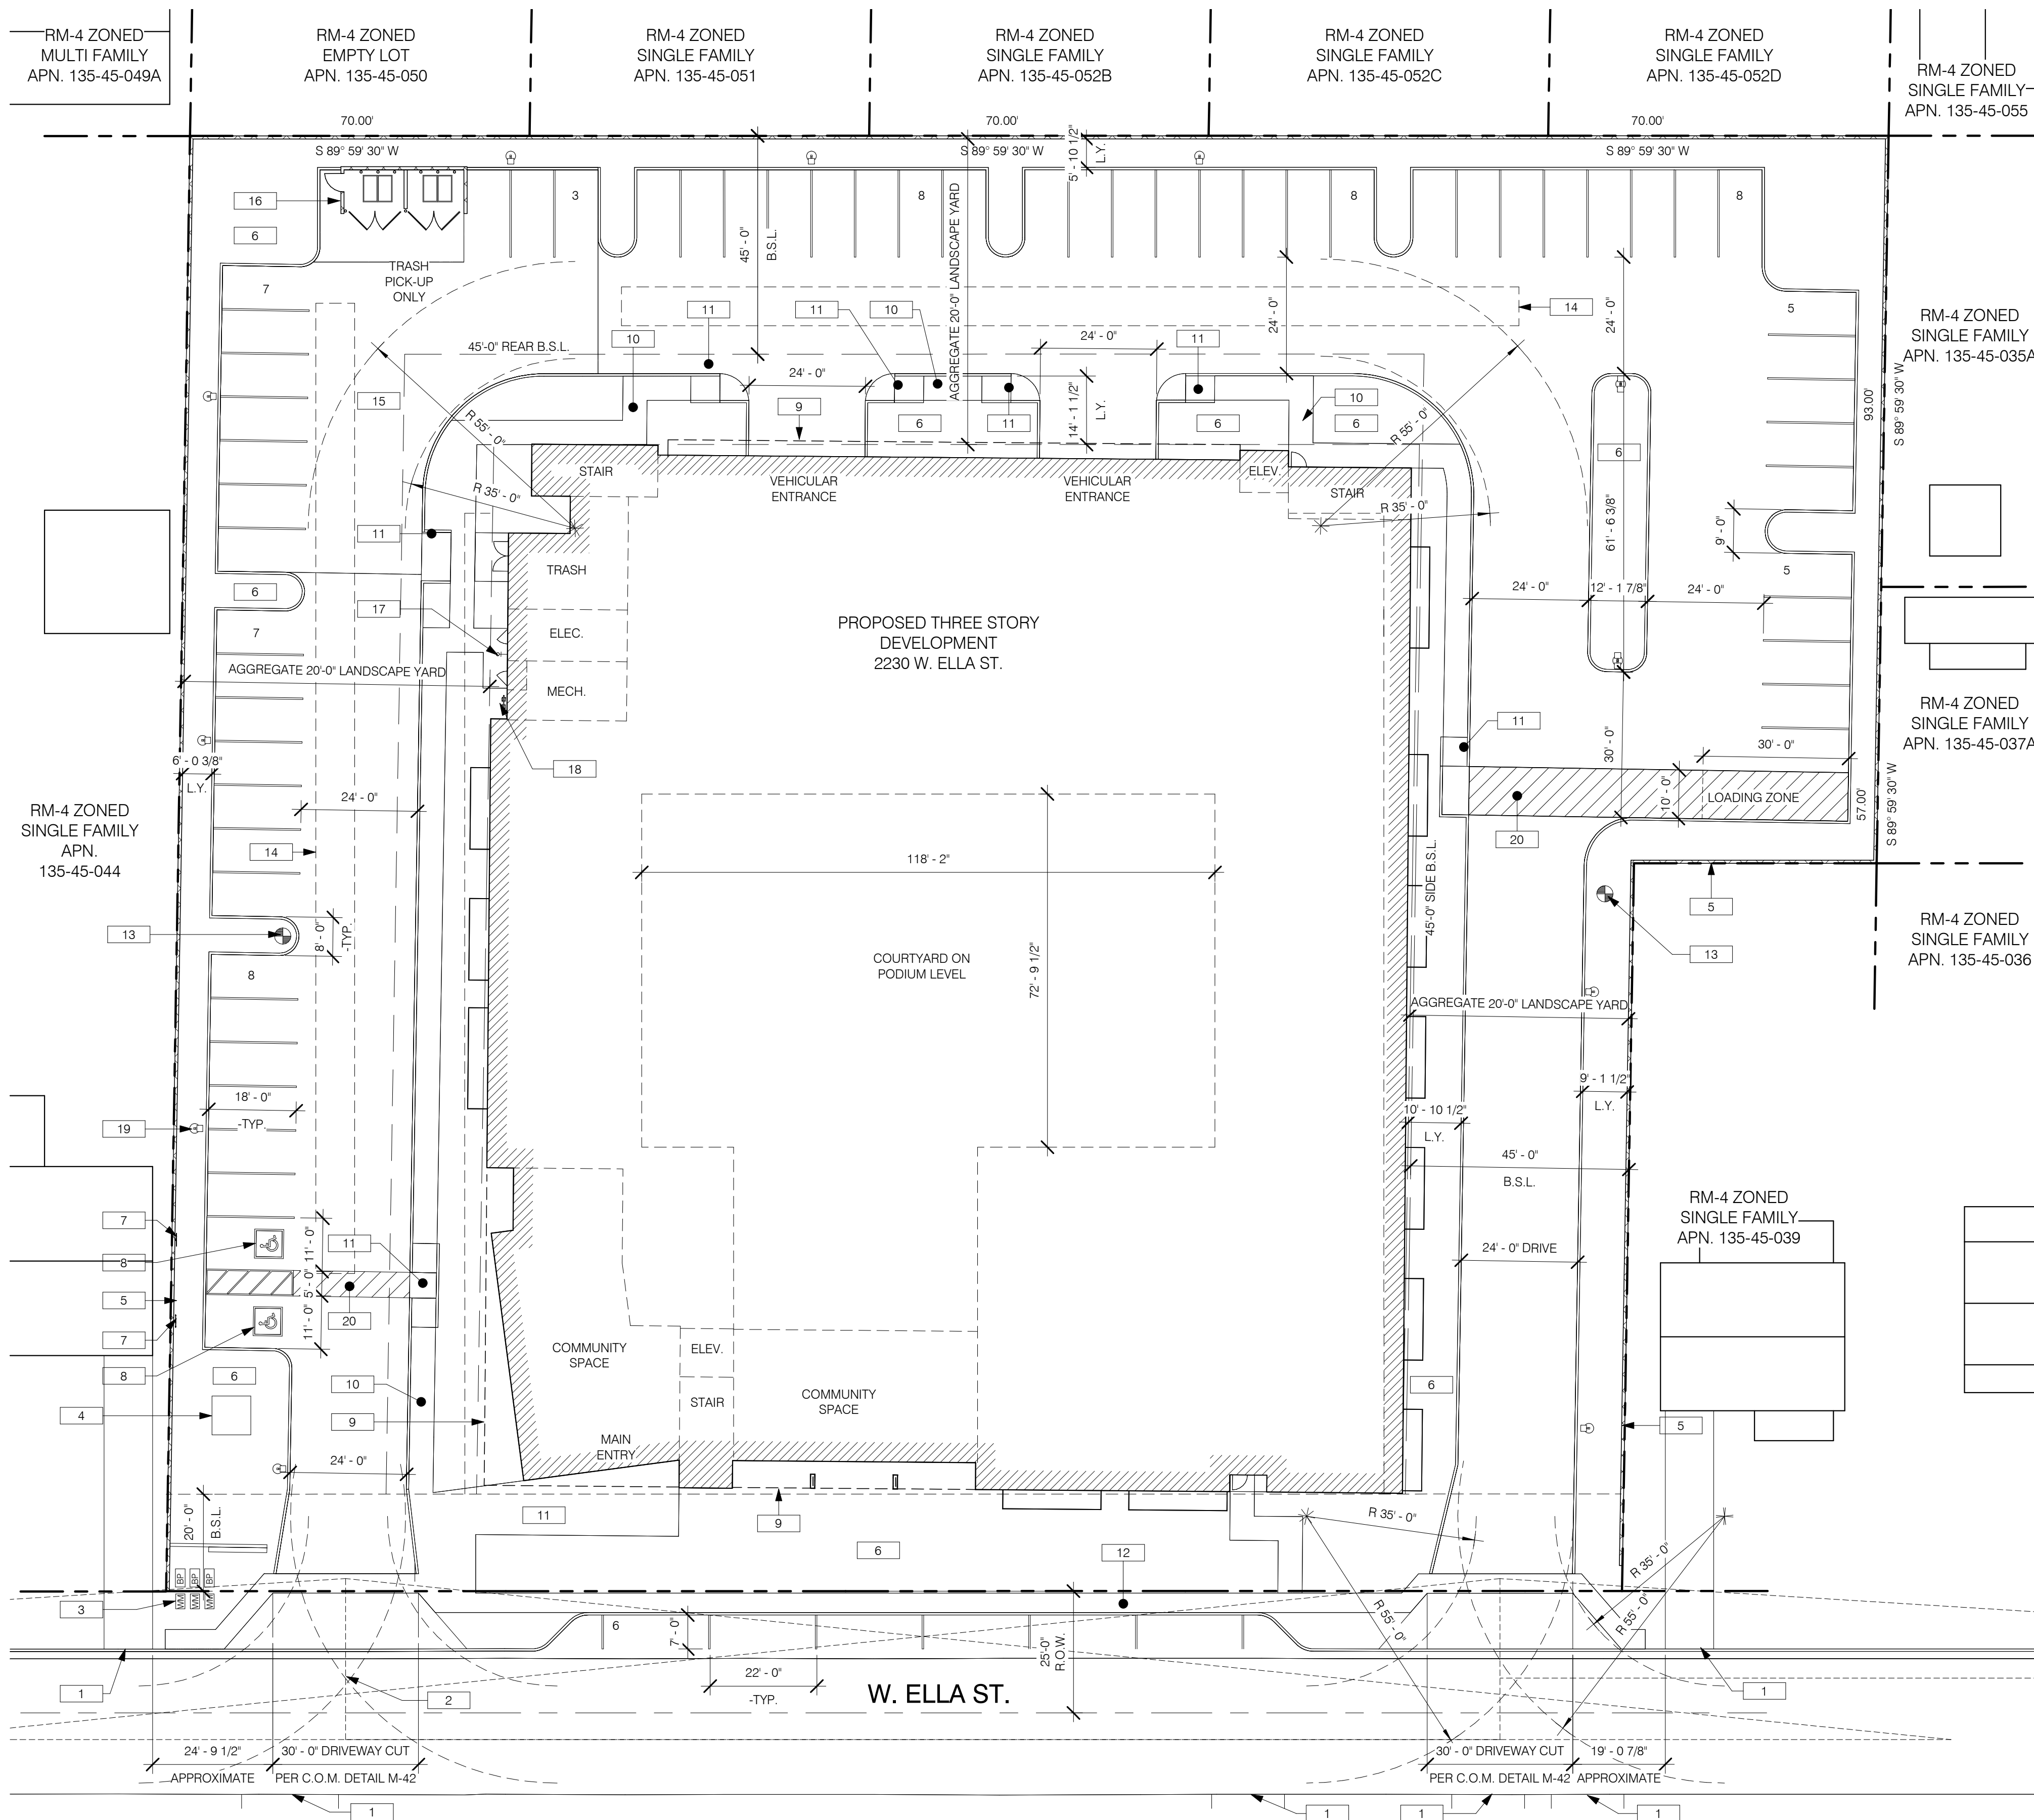 RM-4 ZONED
MULTI FAMILY
APN. 135-45-049A
RM-4 ZONED
EMPTY LOT
APN. 135-45-050
RM-4 ZONED
SINGLE FAMILY
APN. 135-45-051
RM-4 ZONED
SINGLE FAMILY
APN. 135-45-052B
RM-4 ZONED
SINGLE FAMILY
APN. 135-45-052C
RM-4 ZONED
SINGLE FAMILY
APN. 135-45-052D
RM-4 ZONED
SINGLE FAMILY
APN. 135-45-055
70.00'
70.00'
70.00'
S 89° 59' 30" W
S 89° 59' 30" W
S 89° 59' 30" W
5' - 10 1/2"
L.Y.
16
6
3
8
8
8
TRASH
PICK-UP
ONLY
7
45' - 0"
B.S.L.
AGGREGATE 20'-0" LANDSCAPE YARD
24' - 0"
24' - 0"
5
14
11
11
10
10
11
24' - 0"
24' - 0"
45'-0" REAR B.S.L.
15
9
6
11
14' - 1 1/2"
L.Y.
6
10
6
R 55' - 0"
R 55' - 0"
6
RM-4 ZONED
SINGLE FAMILY
APN. 135-45-035A
93.00'
S 89° 59' 30" W
STAIR
VEHICULAR
ENTRANCE
VEHICULAR
ENTRANCE
ELEV.
STAIR
R 35' - 0"
R 35' - 0"
61' - 6 3/8"
9' - 0"
11
TRASH
5
6
24' - 0"
12' - 1 7/8"
24' - 0"
17
7
ELEC.
PROPOSED THREE STORY
DEVELOPMENT
2230 W. ELLA ST.
AGGREGATE 20'-0" LANDSCAPE YARD
MECH.
RM-4 ZONED
SINGLE FAMILY
APN. 135-45-037A
11
18
30' - 0"
30' - 0"
6' - 0 3/8"
L.Y.
24' - 0"
10' - 0"
LOADING ZONE
57.00'
S 89° 59' 30" W
RM-4 ZONED
SINGLE FAMILY
APN.
135-45-044
14
20
118' - 2"
45'-0" SIDE B.S.L.
5
13
8' - 0"
-TYP.
8
COURTYARD ON
PODIUM LEVEL
72' - 9 1/2"
13
RM-4 ZONED
SINGLE FAMILY
APN. 135-45-036
AGGREGATE 20'-0" LANDSCAPE YARD
18' - 0"
-TYP.
19
9' - 1 1/2"
L.Y.
10' - 10 1/2"
L.Y.
45' - 0"
B.S.L.
RM-4 ZONED
SINGLE FAMILY
APN. 135-45-039
7
8
11' - 0"
11
24' - 0" DRIVE
5
5' - 0"
20
7
11' - 0"
8
6
10
COMMUNITY
SPACE
ELEV.
6
4
9
STAIR
COMMUNITY
SPACE
5
MAIN
ENTRY
24' - 0"
20' - 0"
B.S.L.
11
9
6
12
R 35' - 0"
R 35' - 0"
BP
BP
BP
WM
WM
WM
3
R 55' - 0"
R 55' - 0"
6
7' - 0"
25'-0"
R.O.W.
22' - 0"
-TYP.
1
2
W. ELLA ST.
1
24' - 9 1/2"
APPROXIMATE
30' - 0" DRIVEWAY CUT
PER C.O.M. DETAIL M-42
30' - 0" DRIVEWAY CUT
PER C.O.M. DETAIL M-42
19' - 0 7/8"
APPROXIMATE
1
1
1
1